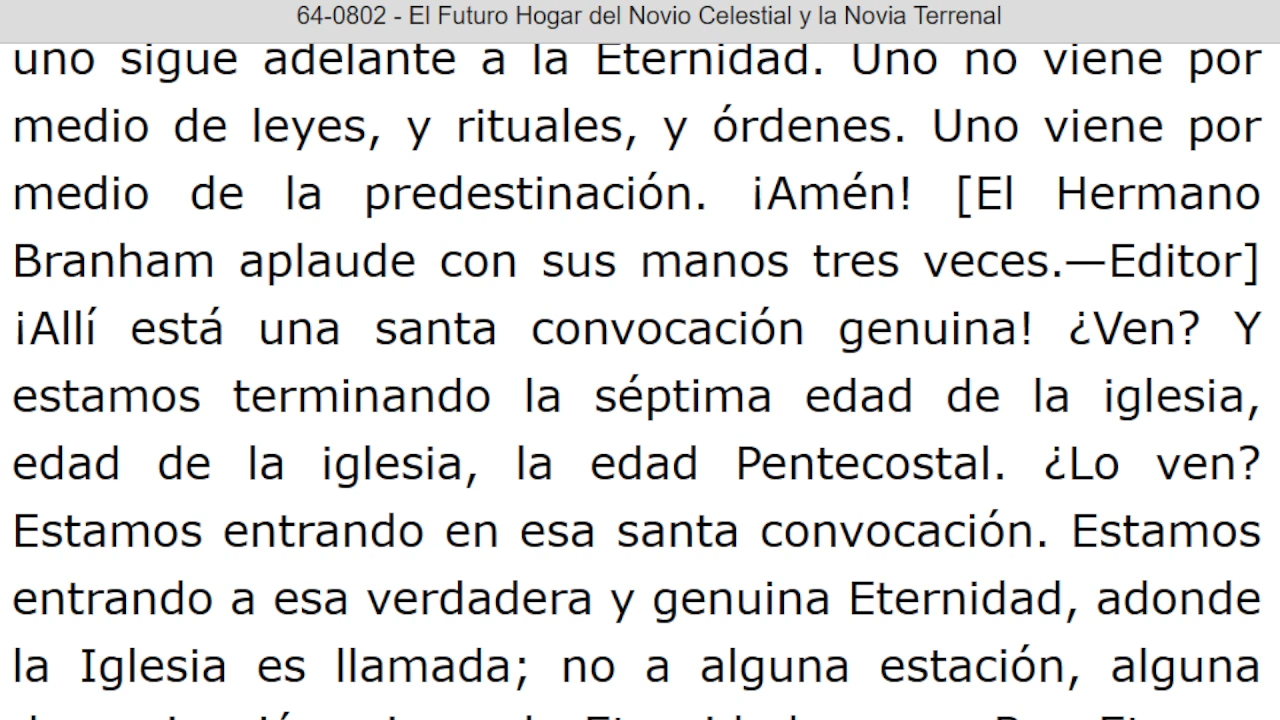 64-0802 - El Futuro Hogar del Novio Celestial y la Novia Terrenal
uno sigue adelante a la Eternidad. Uno no viene por
medio de leyes, y rituales, y órdenes. Uno viene por
medio de la predestinación. ¡Amén! [El Hermano
Branham aplaude con sus manos tres veces.—Editor]
¡Allí está una santa convocación genuina! ¿Ven? Y
estamos terminando la séptima edad de la iglesia,
edad de la iglesia, la edad Pentecostal. ¿Lo ven?
Estamos entrando en esa santa convocación. Estamos
entrando a esa verdadera y genuina Eternidad, adonde
la Iglesia es llamada; no a alguna estación, alguna